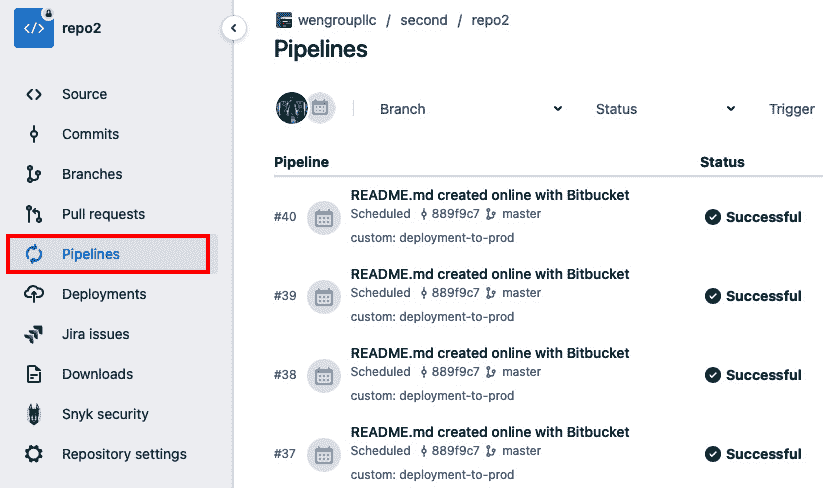 repo2
Source
Commits
Branches
Pull requests
Pipelines
Deployments
Jira issues
Downloads
Snyk security
Repository settings
wengroupllc / second / repo2
Pipelines
Branch Status Trigger
Pipeline Status
README.md created online with Bitbucket
#40 Scheduled 889f9c7 master Successful
custom: deployment-to-prod
README.md created online with Bitbucket
#39 Scheduled 889f9c7 master Successful
custom: deployment-to-prod
README.md created online with Bitbucket
#38 Scheduled 889f9c7 master Successful
custom: deployment-to-prod
README.md created online with Bitbucket
#37 Scheduled 889f9c7 master Successful
custom: deployment-to-prod